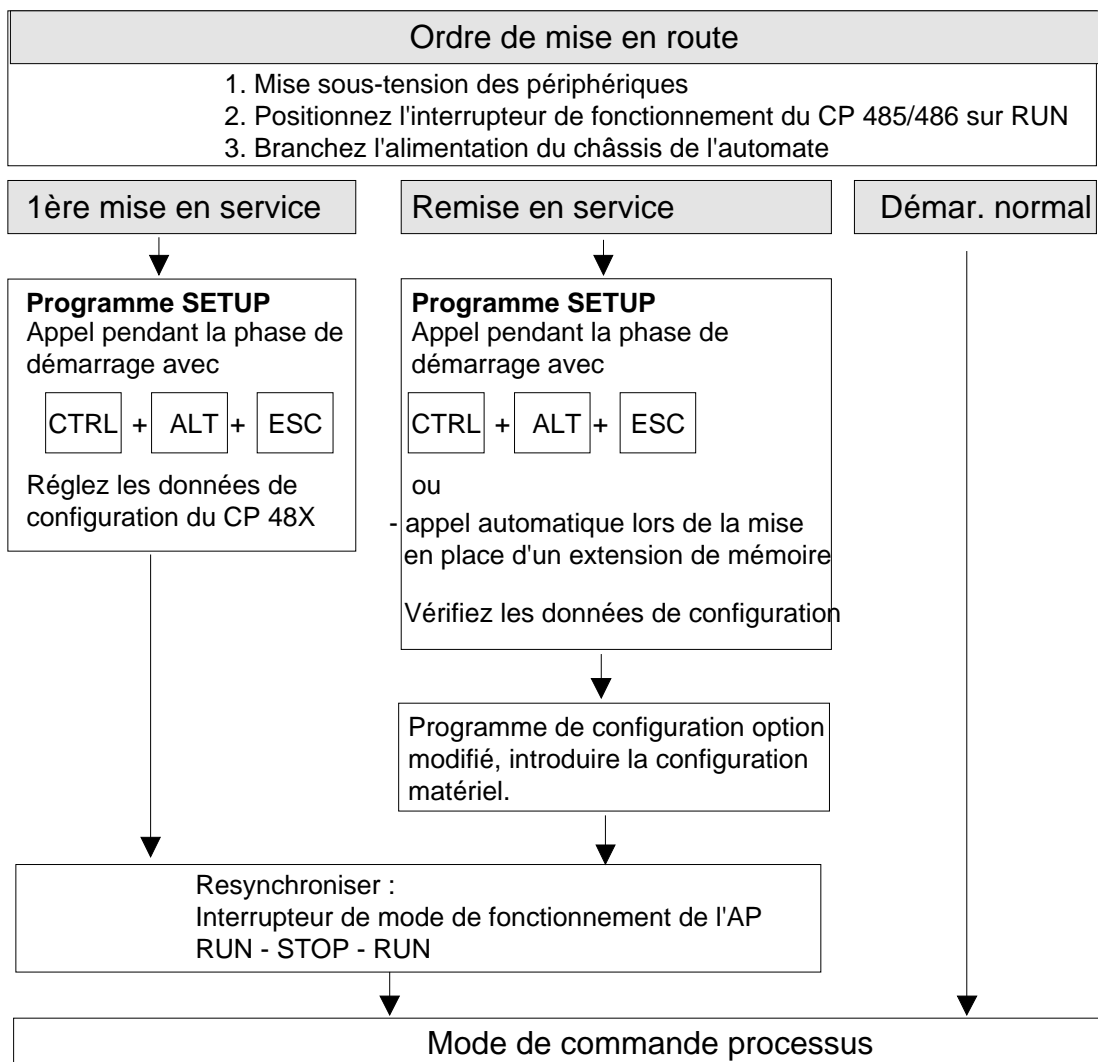 Ordre de mise en route
1. Mise sous-tension des périphériques
2. Positionnez l'interrupteur de fonctionnement du CP 485/486 sur RUN
3. Branchez l'alimentation du châssis de l'automate
1ère mise en service
Remise en service
Démar. normal
Programme SETUP
Appel pendant la phase de
démarrage avec
CTRL + ALT + ESC
Réglez les données de
configuration du CP 48X
Programme SETUP
Appel pendant la phase de
démarrage avec
CTRL + ALT + ESC
ou
- appel automatique lors de la mise
en place d'un extension de mémoire
Vérifiez les données de configuration
Programme de configuration option
modifié, introduire la configuration
matériel.
Resynchroniser :
Interrupteur de mode de fonctionnement de l'AP
RUN - STOP - RUN
Mode de commande processus